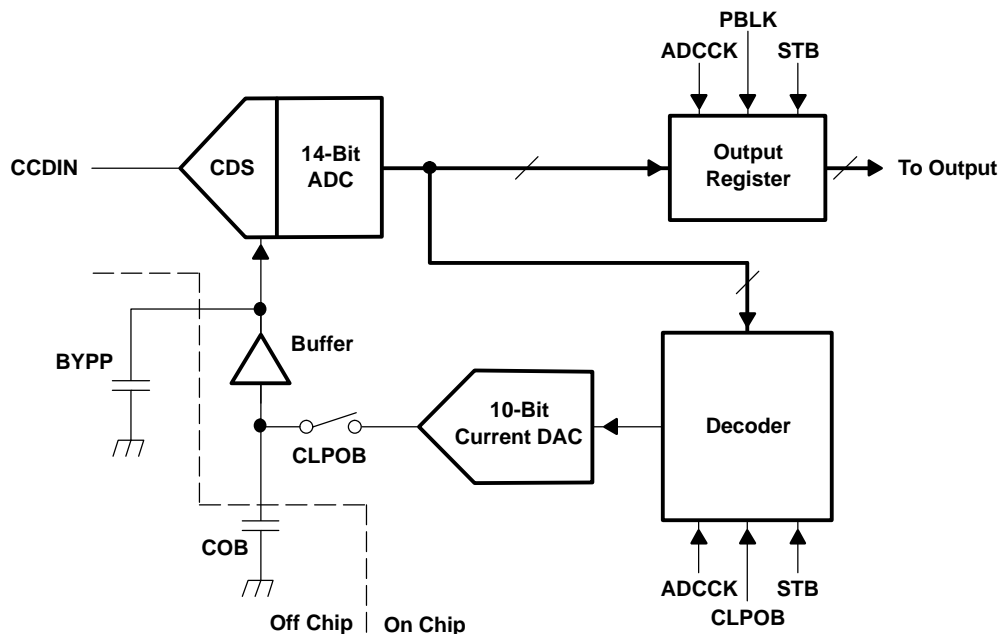 PBLK
ADCCK
STB
CCDIN
CDS
14-Bit
ADC
Output
Register
To Output
Buffer
BYPP
CLPOB
10-Bit
Current DAC
Decoder
COB
ADCCK
STB
CLPOB
Off Chip
On Chip